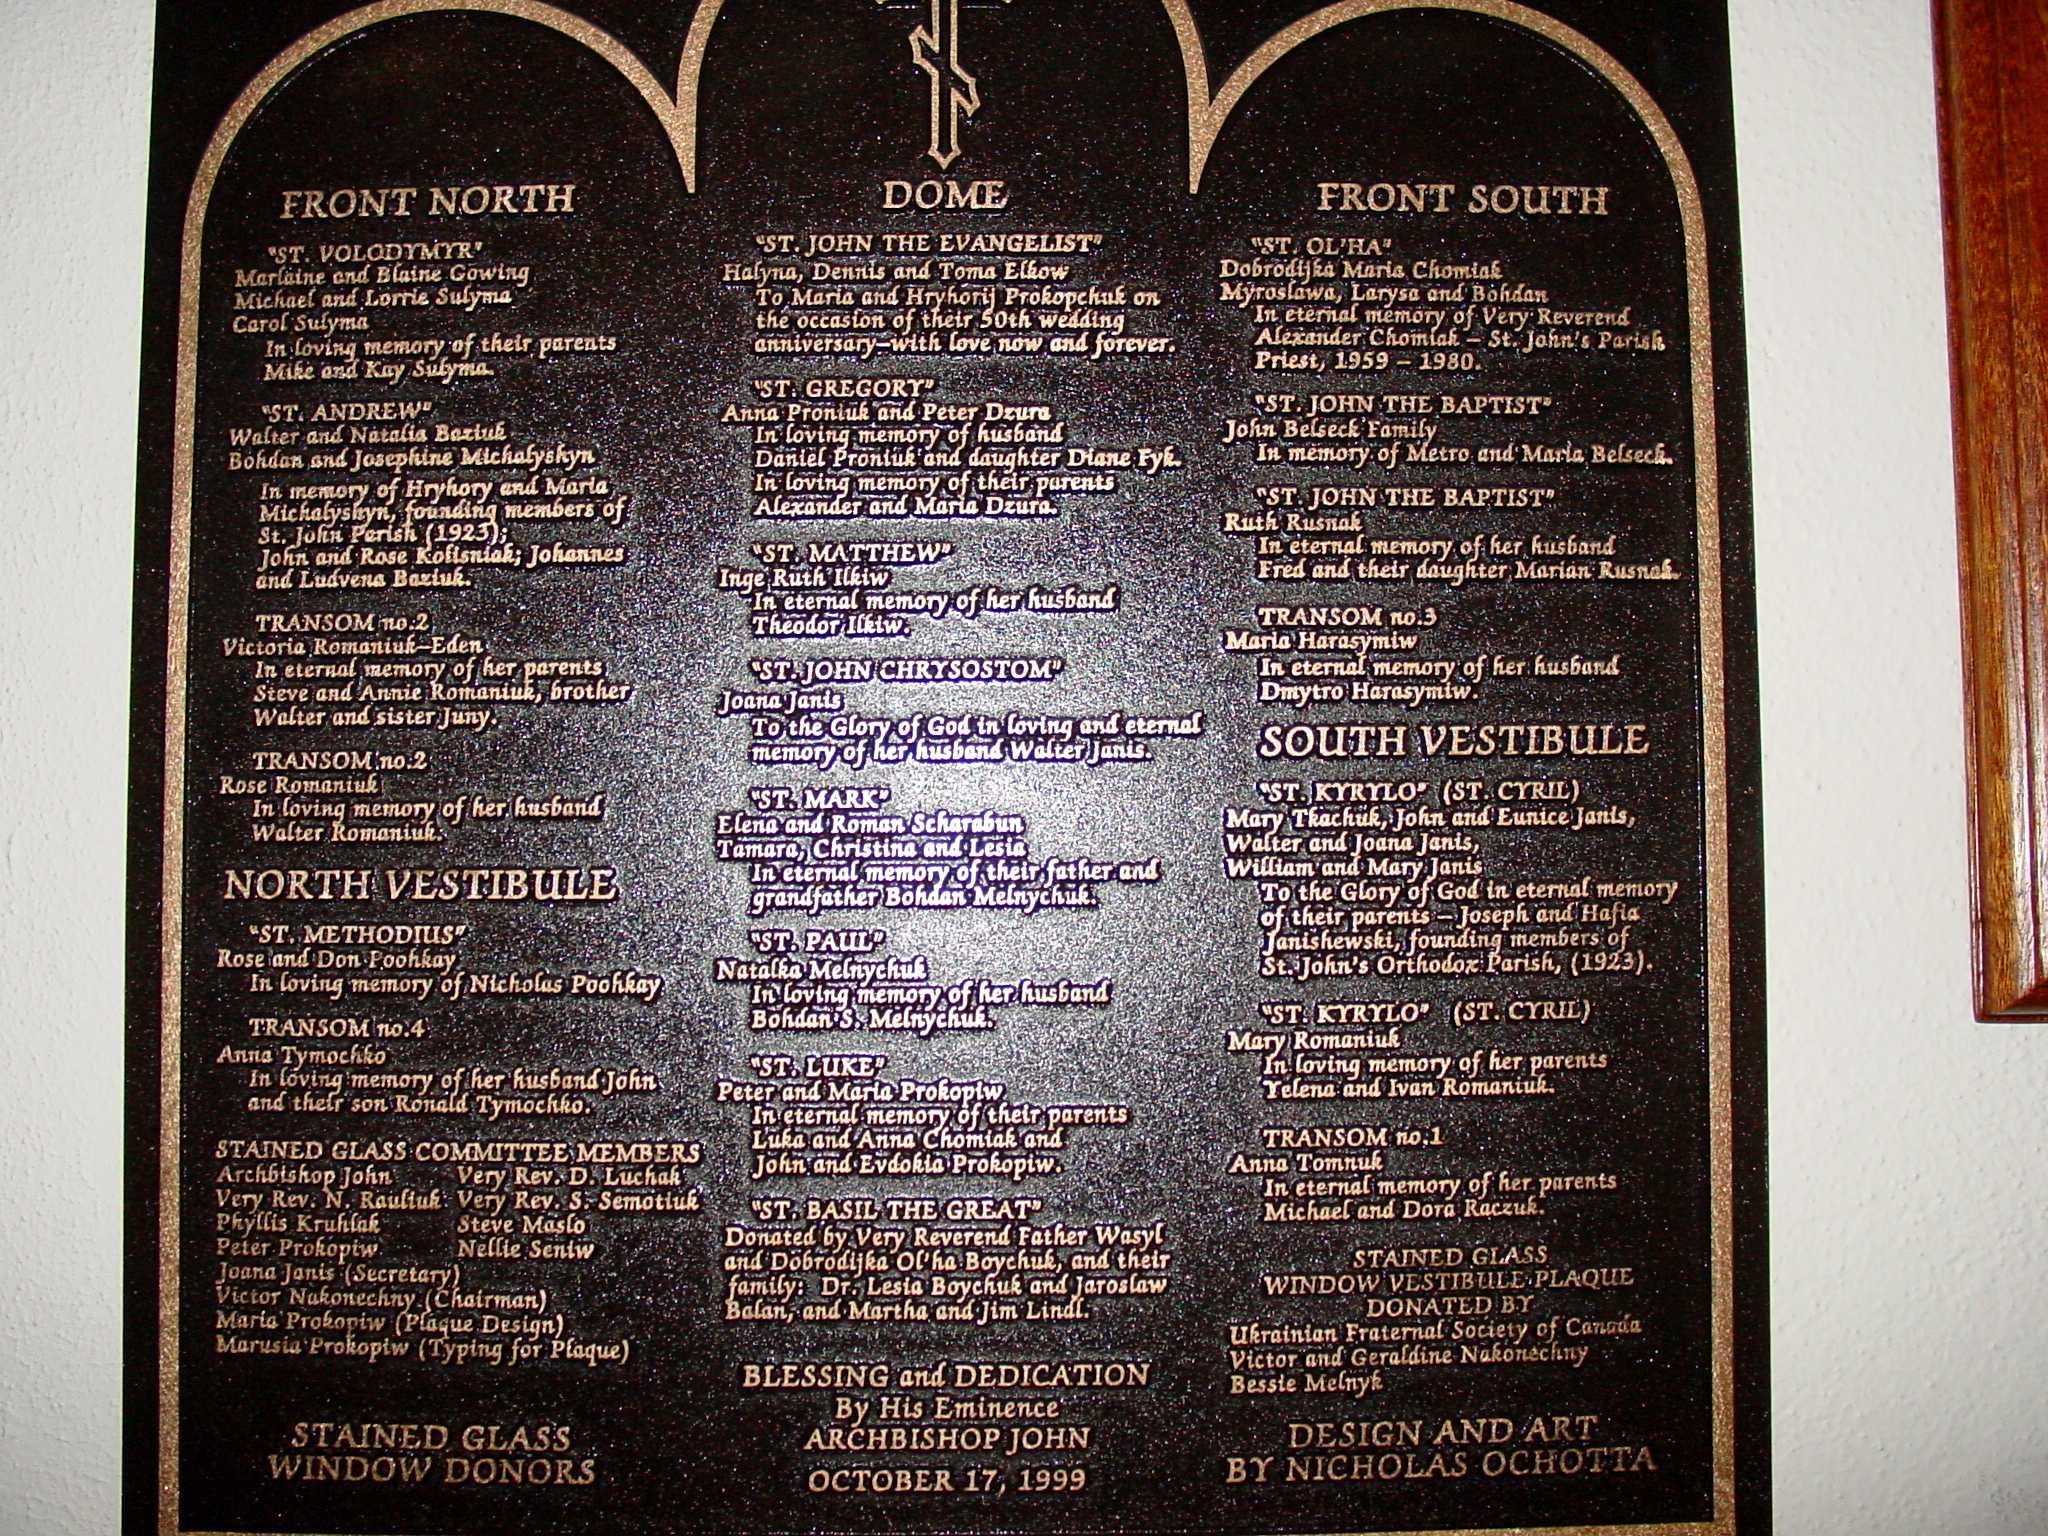 FRONT NORTH
"ST. VOLODYMYR"
Marlaine and Blaine Gowing
Michael and Lorrie Sulyma
Carol Sulyma
In loving memory of their parents
Mike and Kay Sulyma.
"ST. ANDREW"
Walter and Natalia Baziuk
Bohdan and Josephine Michalyshyn
In memory of Hryhory and Maria
Michalyshyn, founding members of
St. John Parish (1923);
John and Rose Kolisniak; Johannes
and Ludvena Baziuk.
TRANSOM no.2
Victoria Romaniuk-Eden
In eternal memory of her parents
Steve and Annie Romaniuk, brother
Walter and sister Juny.
TRANSOM no.2
Rose Romaniuk
In loving memory of her husband
Walter Romaniuk.
NORTH VESTIBULE
"ST. METHODIUS"
Rose and Don Poohkay
In loving memory of Nicholas Poohkay
TRANSOM no.4
Anna Tymochko
In loving memory of her husband John
and their son Ronald Tymochko.
STAINED GLASS COMMITTEE MEMBERS
Archbishop John Very Rev. D. Luchak
Very Rev. N. Rauliuk Very Rev. S. Semotiuk
Phyllis Kruhlak Steve Maslo
Peter Prokopiw Nellie Seniw
Joana Janis (Secretary)
Victor Nakonechny (Chairman)
Maria Prokopiw (Plaque Design)
Marusia Prokopiw (Typing for Plaque)
STAINED GLASS
WINDOW DONORS
DOME
"ST. JOHN THE EVANGELIST"
Halyna, Dennis and Toma Elkow
To Maria and Hryhorij Prokopchuk on
the occasion of their 50th wedding
anniversary—with love now and forever.
"ST. GREGORY"
Anna Proniuk and Peter Dzura
In loving memory of husband
Daniel Proniuk and daughter Diane Fyk.
In loving memory of their parents
Alexander and Maria Dzura.
"ST. MATTHEW"
Inge Ruth Ilkiw
In eternal memory of her husband
Theodor Ilkiw.
"ST. JOHN CHRYSOSTOM"
Joana Janis
To the Glory of God in loving and eternal
memory of her husband Walter Janis.
"ST. MARK"
Elena and Roman Scharabun
Tamara, Christina and Lesia
In eternal memory of their father and
grandfather Bohdan Melnychuk.
"ST. PAUL"
Natalka Melnychuk
In loving memory of her husband
Bohdan S. Melnychuk.
"ST. LUKE"
Peter and Maria Prokopiw
In eternal memory of their parents
Luka and Anna Chomiak and
John and Evdokia Prokopiw.
"ST. BASIL THE GREAT"
Donated by Very Reverend Father Wasyl
and Dobrodijka Ol'ha Boychuk, and their
family: Dr. Lesia Boychuk and Jaroslaw
Balan, and Martha and Jim Lindl.
BLESSING and DEDICATION
By His Eminence
ARCHBISHOP JOHN
OCTOBER 17, 1999
FRONT SOUTH
"ST. OL'HA"
Dobrodijka Maria Chomiak
Myroslawa, Larysa and Bohdan
In eternal memory of Very Reverend
Alexander Chomiak – St. John's Parish
Priest, 1959 – 1980.
"ST. JOHN THE BAPTIST"
John Belseck Family
In memory of Metro and Maria Belseck.
"ST. JOHN THE BAPTIST"
Ruth Rusnak
In eternal memory of her husband
Fred and their daughter Marian Rusnak.
TRANSOM no.3
Maria Harasymiw
In eternal memory of her husband
Dmytro Harasymiw.
SOUTH VESTIBULE
"ST. KYRYLO" (ST. CYRIL)
Mary Tkachuk, John and Eunice Janis,
Walter and Joana Janis,
William and Mary Janis
To the Glory of God in eternal memory
of their parents – Joseph and Hafia
Janishewski, founding members of
St. John's Orthodox Parish, (1923).
"ST. KYRYLO" (ST. CYRIL)
Mary Romaniuk
In loving memory of her parents
Yelena and Ivan Romaniuk.
TRANSOM no.1
Anna Tomnuk
In eternal memory of her parents
Michael and Dora Raczuk.
STAINED GLASS
WINDOW VESTIBULE PLAQUE
DONATED BY
Ukrainian Fraternal Society of Canada
Victor and Geraldine Nakonechny
Bessie Melnyk
DESIGN AND ART
BY NICHOLAS OCHOTTA